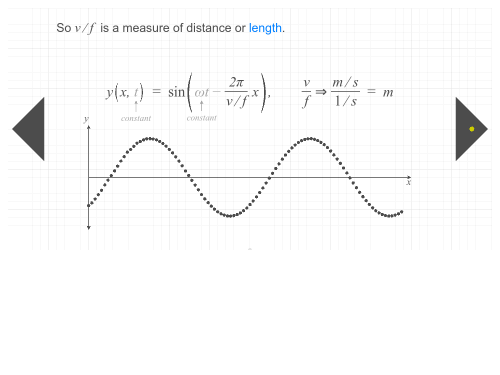 So v/f is a measure of distance or length.
y(x, t) = sin(ωt − 2π/(v/f) x), v/f ⇒ (m/s)/(1/s) = m
constant constant
y
x